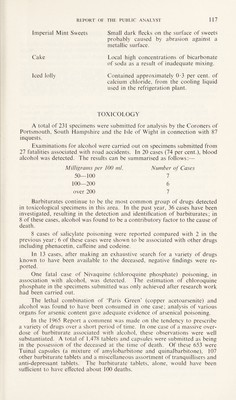 REPORT OF THE PUBLIC ANALYST 117
Imperial Mint Sweets Small dark flecks on the surface of sweets
probably caused by abrasion against a
metallic surface.
Cake Local high concentrations of bicarbonate
of soda as a result of inadequate mixing.
Iced lolly Contained approximately 0·3 per cent. of
calcium chloride, from the cooling liquid
used in the refrigeration plant.
TOXICOLOGY
A total of 231 specimens were submitted for analysis by the Coroners of
Portsmouth, South Hampshire and the Isle of Wight in connection with 87
inquests.
Examinations for alcohol were carried out on specimens submitted from
27 fatalities associated with road accidents. In 20 cases (74 per cent.), blood
alcohol was detected. The results can be summarised as follows:—
Milligrams per 100 ml. Number of Cases
50—100 7
100—200 6
over 200 7
Barbiturates continue to be the most common group of drugs detected
in toxicological specimens in this area. In the past year, 36 cases have been
investigated, resulting in the detection and identification of barbiturates; in
8 of these cases, alcohol was found to be a contributory factor to the cause of
death.
8 cases of salicylate poisoning were reported compared with 2 in the
previous year; 6 of these cases were shown to be associated with other drugs
including phenacetin, caffeine and codeine.
In 13 cases, after making an exhaustive search for a variety of drugs
known to have been available to the deceased, negative findings were re-
ported.
One fatal case of Nivaquine (chloroquine phosphate) poisoning, in
association with alcohol, was detected. The estimation of chloroquine
phosphate in the specimens submitted was only achieved after research work
had been carried out.
The lethal combination of 'Paris Green' (copper acetoarsenite) and
alcohol was found to have been consumed in one case; analysis of various
organs for arsenic content gave adequate evidence of arsenical poisoning.
In the 1965 Report a comment was made on the tendency to prescribe
a variety of drugs over a short period of time. In one case of a massive over-
dose of barbiturate associated with alcohol, these observations were well
substantiated. A total of 1,478 tablets and capsules were submitted as being
in the possession of the deceased at the time of death. Of these 633 were
Tuinal capsules (a mixture of amylobarbitone and quinalbarbitone), 107
other barbiturate tablets and a miscellaneous assortment of tranquillisers and
anti-depressant tablets. The barbiturate tablets, alone, would have been
sufficient to have effected about 100 deaths.